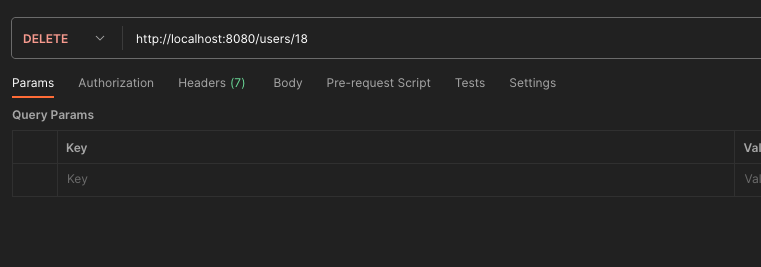 DELETE http://localhost:8080/users/18
Params Authorization Headers (7) Body Pre-request Script Tests Settings
Query Params
Key Val
Key Val